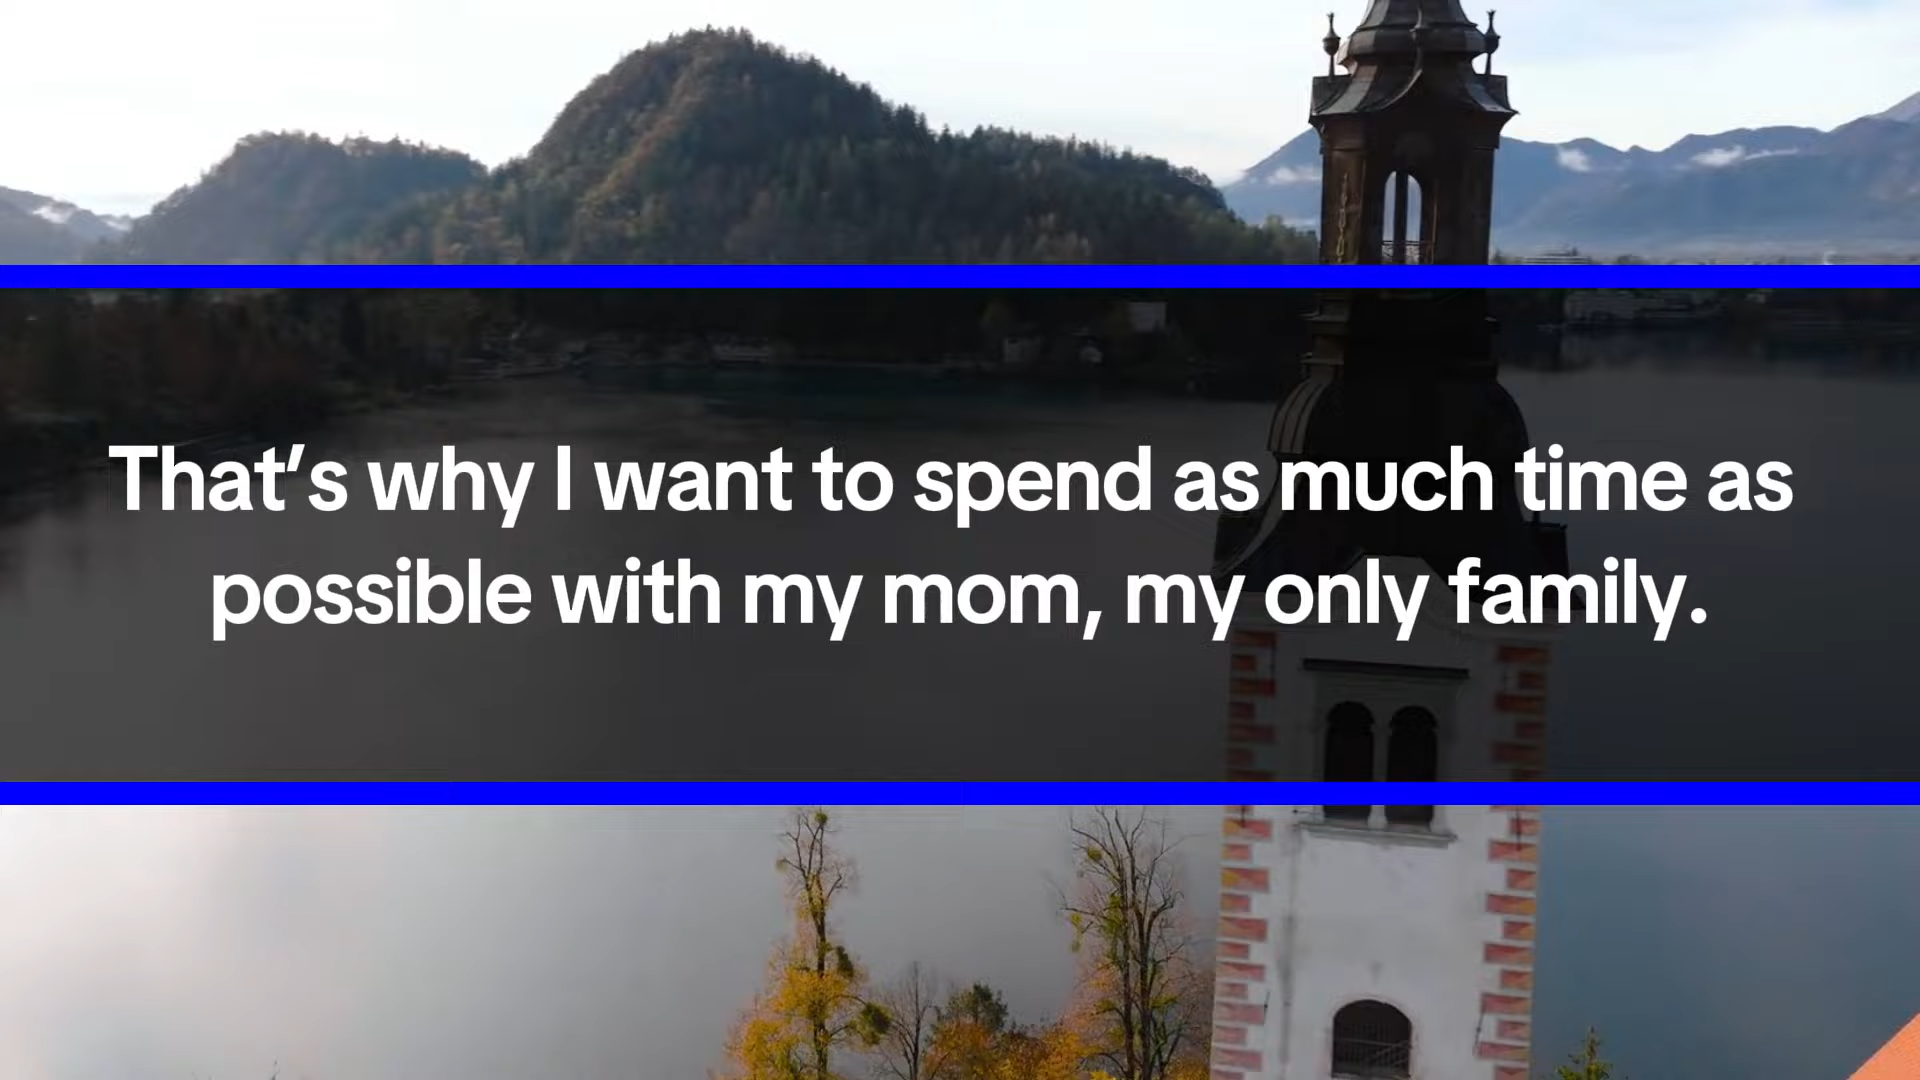 That’s why I want to spend as much time as
possible with my mom, my only family.